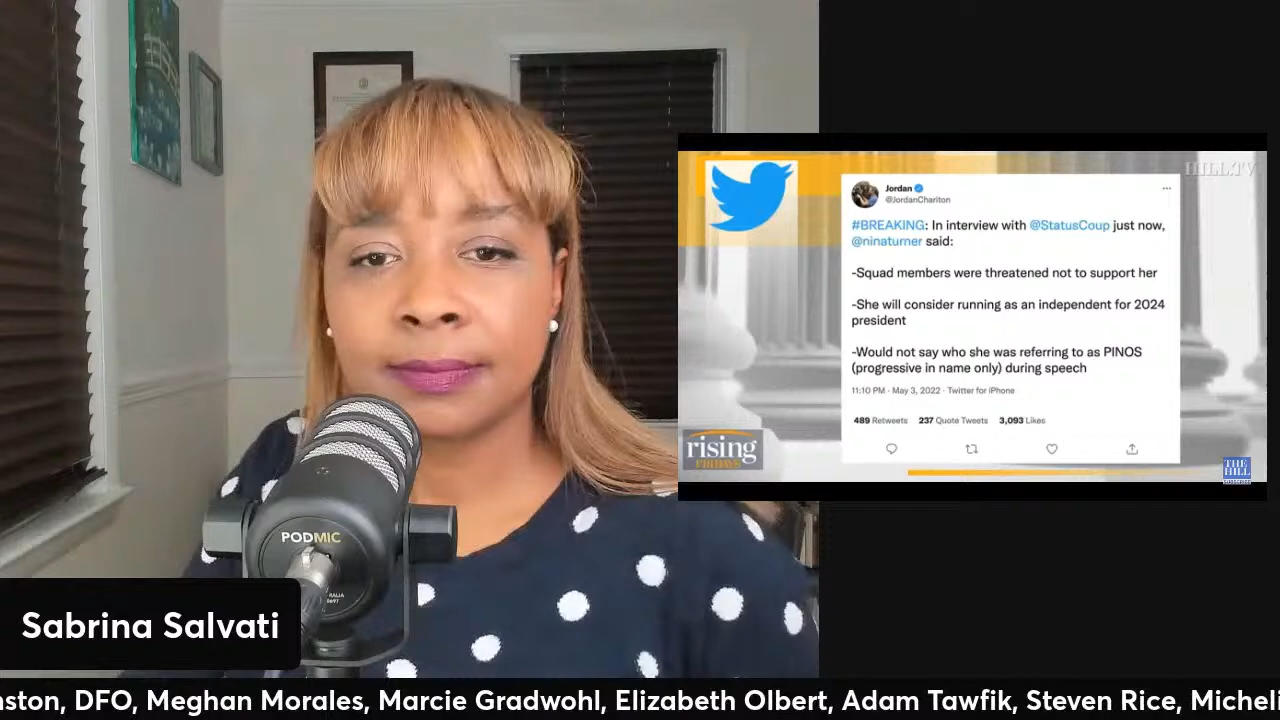 HILL.TV
Jordan
@JordanChariton
#BREAKING: In interview with @StatusCoup just now,
@ninaturner said:
-Squad members were threatened not to support her
-She will consider running as an independent for 2024
president
-Would not say who she was referring to as PINOS
(progressive in name only) during speech
11:10 PM · May 3, 2022 · Twitter for iPhone
489 Retweets 237 Quote Tweets 3,093 Likes
rising
FRIDAYS
THE
HILL
PODMIC
Sabrina Salvati
nston, DFO, Meghan Morales, Marcie Gradwohl, Elizabeth Olbert, Adam Tawfik, Steven Rice, Micheli